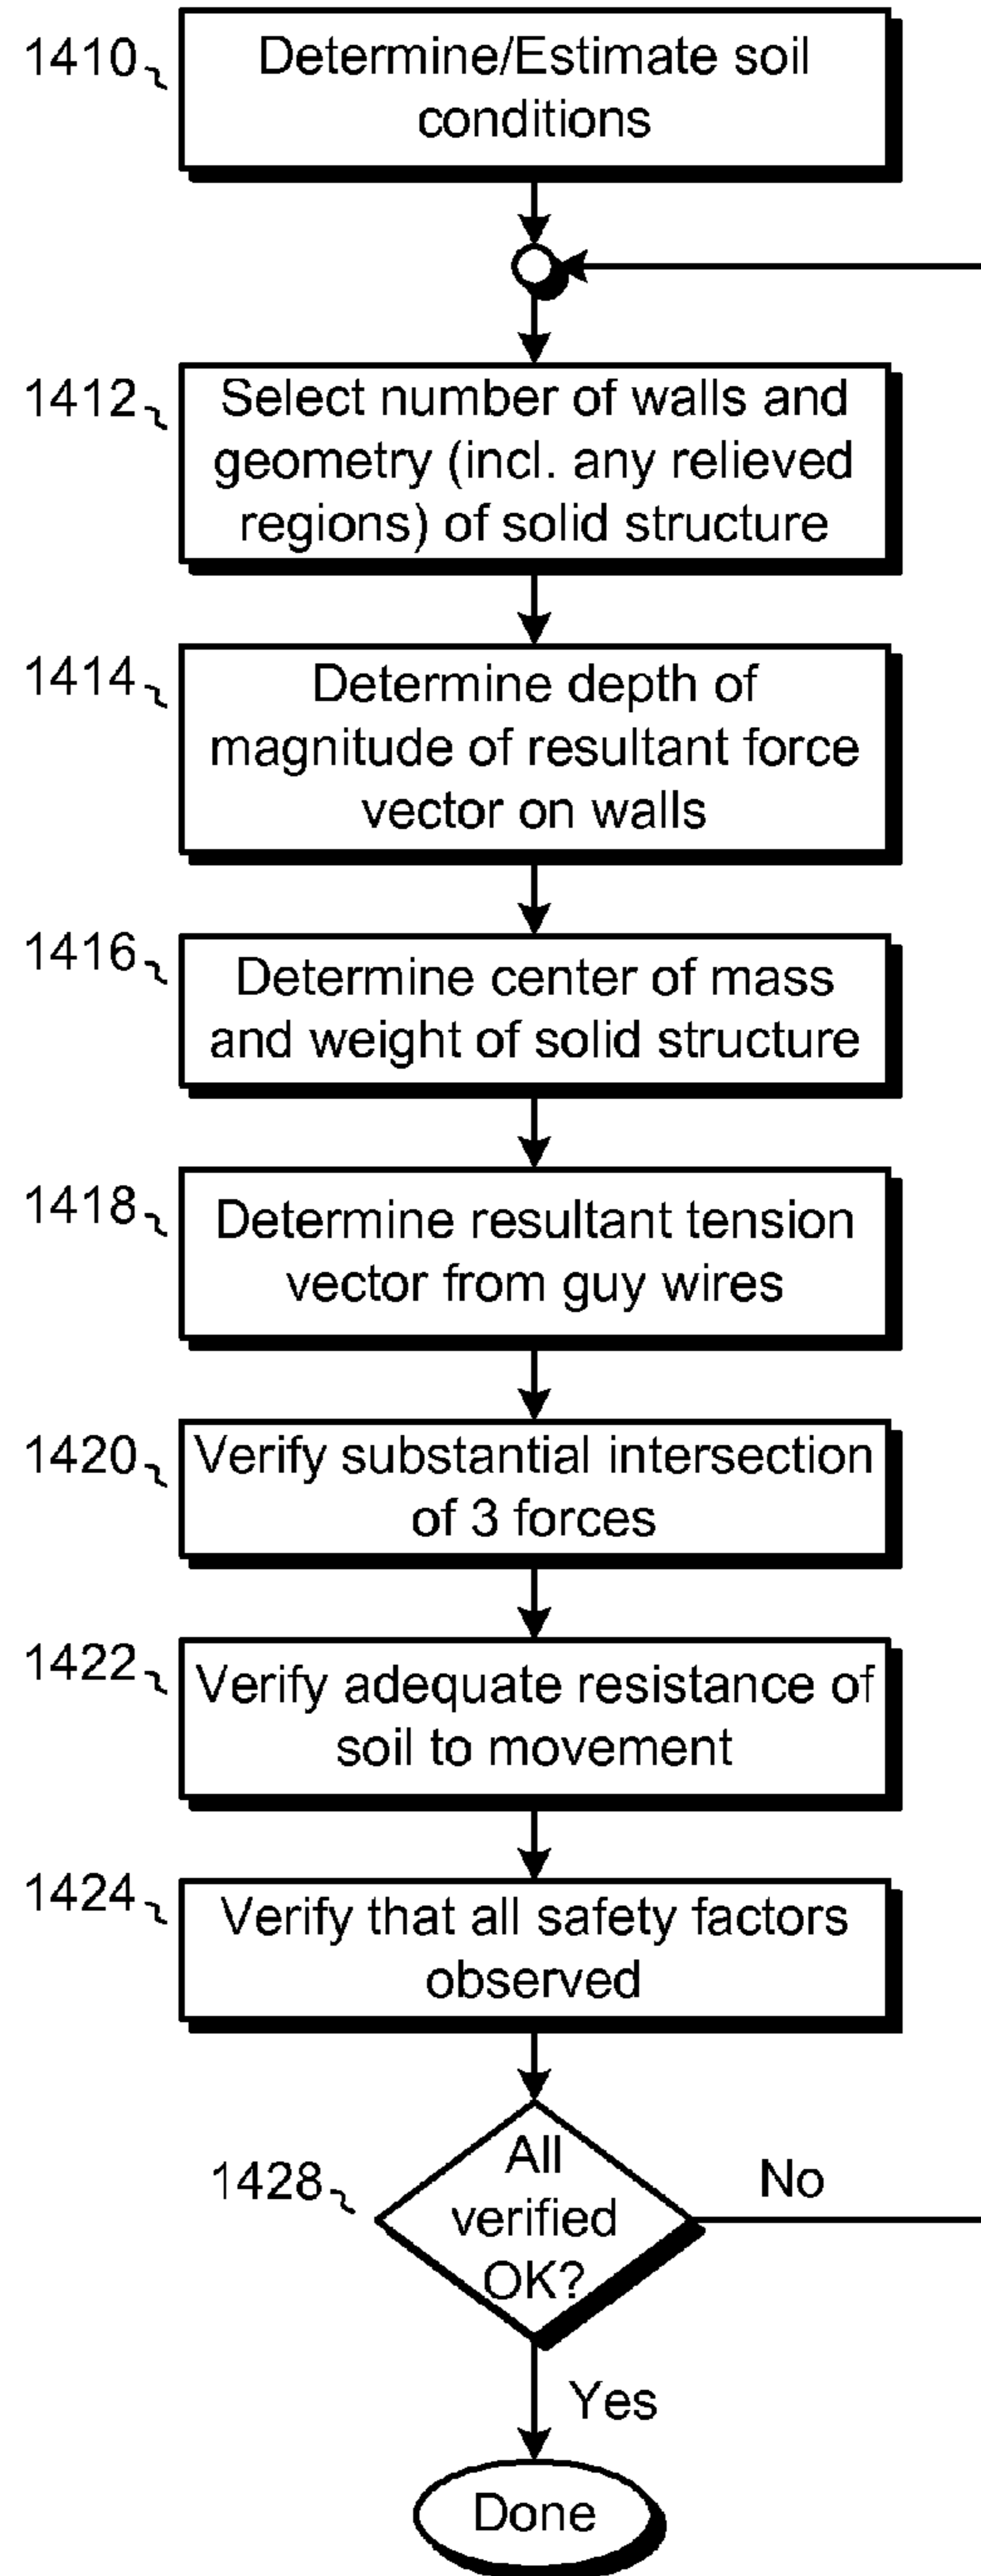 1410
Determine/Estimate soil
conditions
1412
Select number of walls and
geometry (incl. any relieved
regions) of solid structure
1414
Determine depth of
magnitude of resultant force
vector on walls
1416
Determine center of mass
and weight of solid structure
1418
Determine resultant tension
vector from guy wires
1420
Verify substantial intersection
of 3 forces
1422
Verify adequate resistance of
soil to movement
1424
Verify that all safety factors
observed
1428
All
verified
OK?
No
Yes
Done